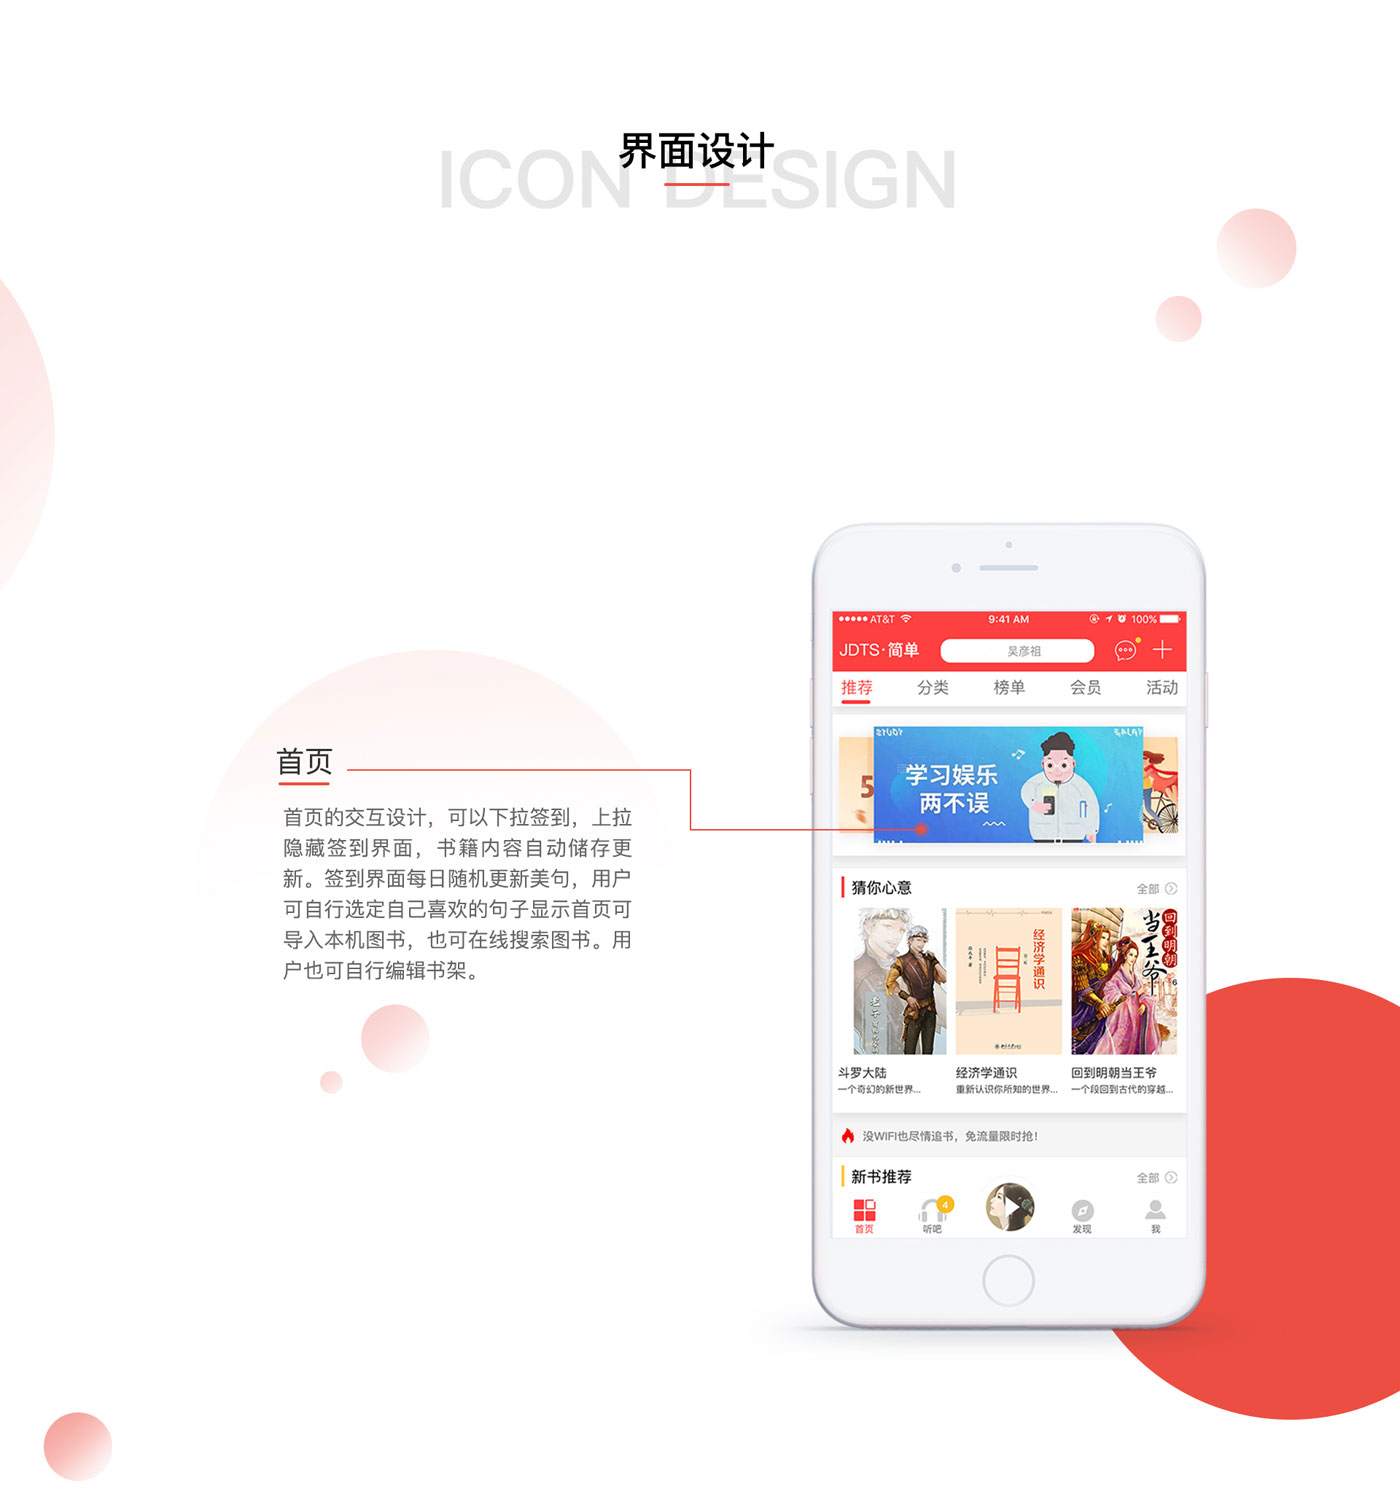 界面设计
ICON DESIGN
首页
首页的交互设计，可以下拉签到，上拉
隐藏签到界面，书籍内容自动储存更
新。签到界面每日随机更新美句，用户
可自行选定自己喜欢的句子显示首页可
导入本机图书，也可在线搜索图书。用
户也可自行编辑书架。
AT&T 9:41 AM 100%
JDTS·简单 吴彦祖
推荐 分类 榜单 会员 活动
STUDY
5
学习娱乐
两不误
猜你心意 全部
经济学通识
回到明朝
当王爷
6
斗罗大陆 经济学通识 回到明朝当王爷
一个奇幻的新世界... 重新认识你所知的世界... 一个段回到古代的穿越...
没WIFI也尽情追书，免流量限时抢！
新书推荐 全部
4
首页 听吧 发现 我